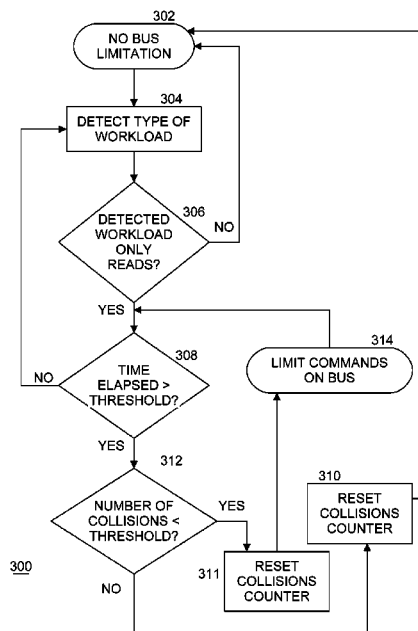 302
NO BUS
LIMITATION
304
DETECT TYPE OF
WORKLOAD
306
DETECTED
WORKLOAD
ONLY
READS?
NO
YES
308
TIME
ELAPSED >
THRESHOLD?
NO
YES
314
LIMIT COMMANDS
ON BUS
312
NUMBER OF
COLLISIONS <
THRESHOLD?
YES
NO
310
RESET
COLLISIONS
COUNTER
311
RESET
COLLISIONS
COUNTER
300